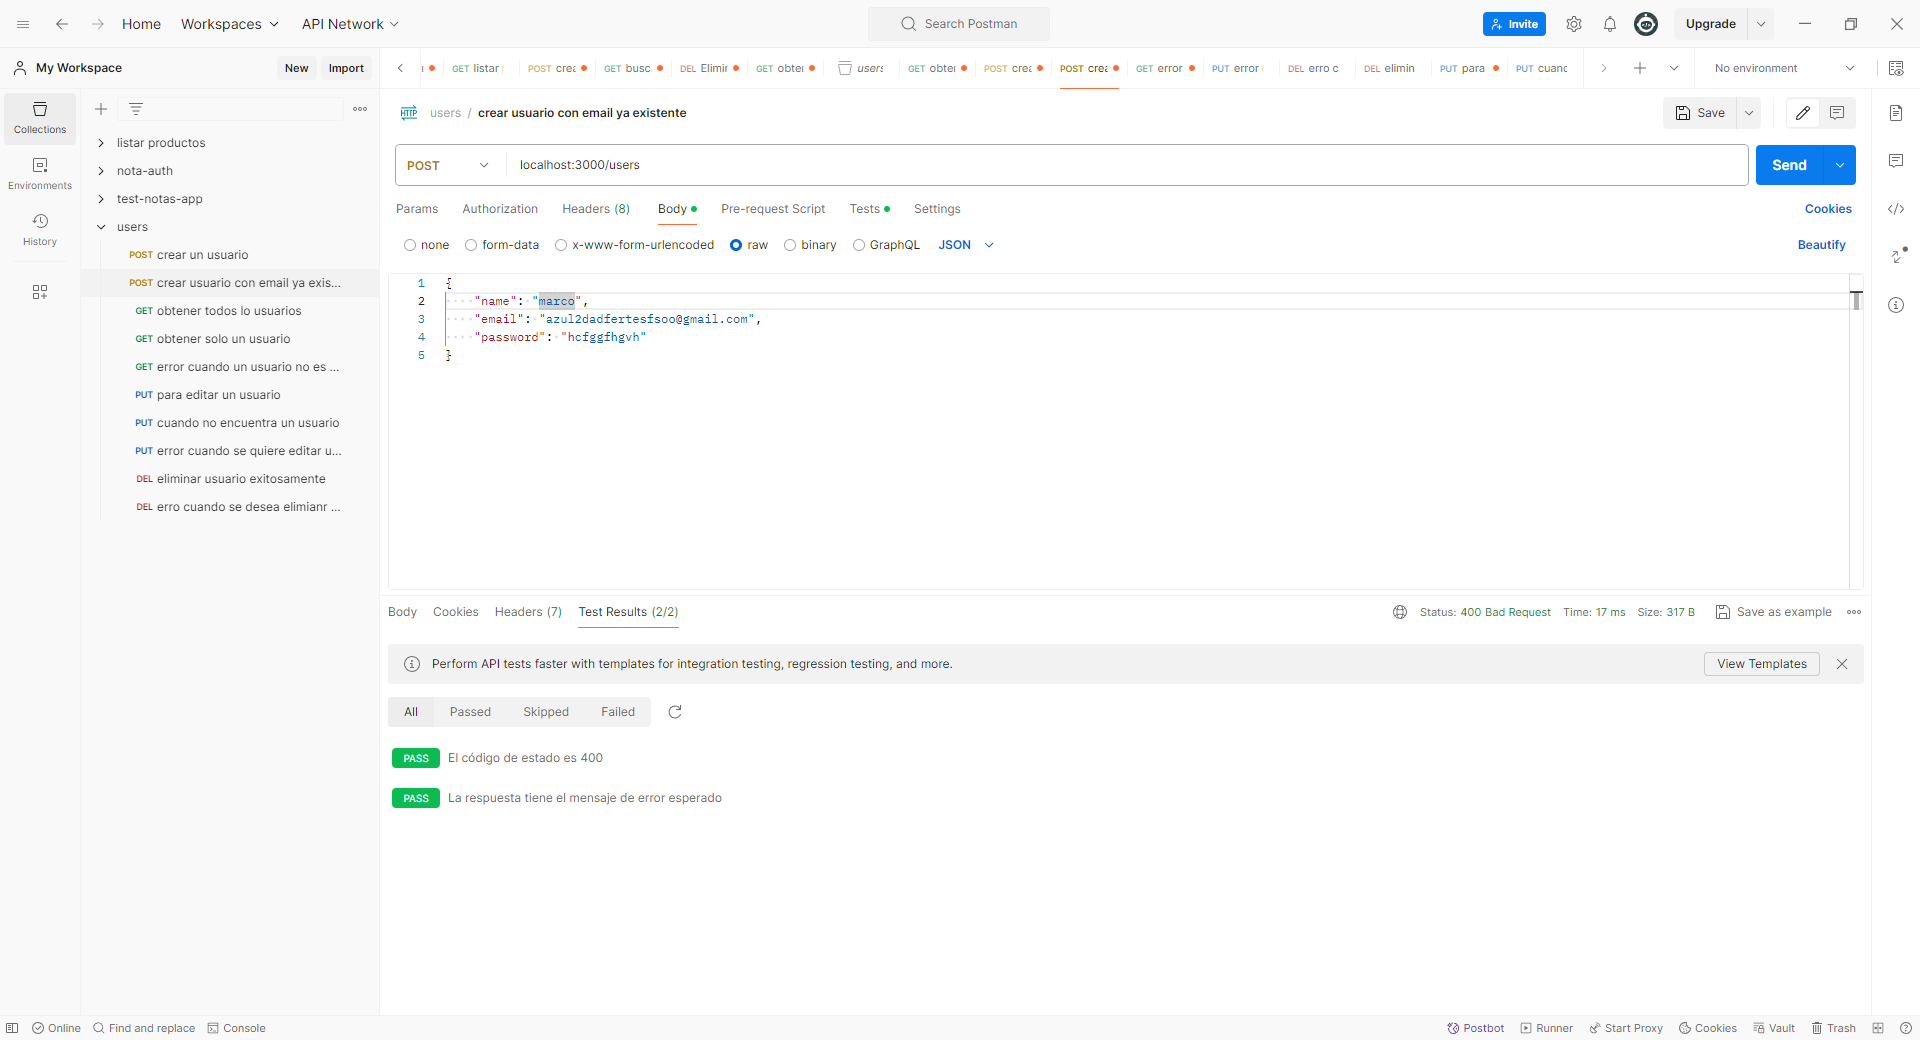 Home
Workspaces
API Network
Search Postman
Invite
Upgrade
My Workspace
New
Import
GET listar
POST
GET busc
DEL Elimir
GET
users
GET
POST
POST
GET error
PUT error
DEL erro c
DEL elimin
PUT para
PUT cuanc
No environment
Collections
Environments
History
listar productos
nota-auth
test-notas-app
users
POST crear un usuario
POST crear usuario con email ya exis...
GET obtener todos lo usuarios
GET obtener solo un usuario
GET error cuando un usuario no es ...
PUT para editar un usuario
PUT cuando no encuentra un usuario
PUT error cuando se quiere editar u...
DEL eliminar usuario exitosamente
DEL erro cuando se desea elimianr ...
HTTP users / crear usuario con email ya existente
Save
POST
localhost:3000/users
Send
Params
Authorization
Headers (8)
Body
Pre-request Script
Tests
Settings
Cookies
none
form-data
x-www-form-urlencoded
raw
binary
GraphQL
JSON
Beautify
1 {
2 "name": "marco",
3 "email": "azul2dadfertesfsoo@gmail.com",
4 "password": "hcfggfhgvh"
5 }
Body
Cookies
Headers (7)
Test Results (2/2)
Status: 400 Bad Request
Time: 17 ms
Size: 317 B
Save as example
Perform API tests faster with templates for integration testing, regression testing, and more.
View Templates
All
Passed
Skipped
Failed
PASS El código de estado es 400
PASS La respuesta tiene el mensaje de error esperado
Online
Find and replace
Console
Postbot
Runner
Start Proxy
Cookies
Vault
Trash